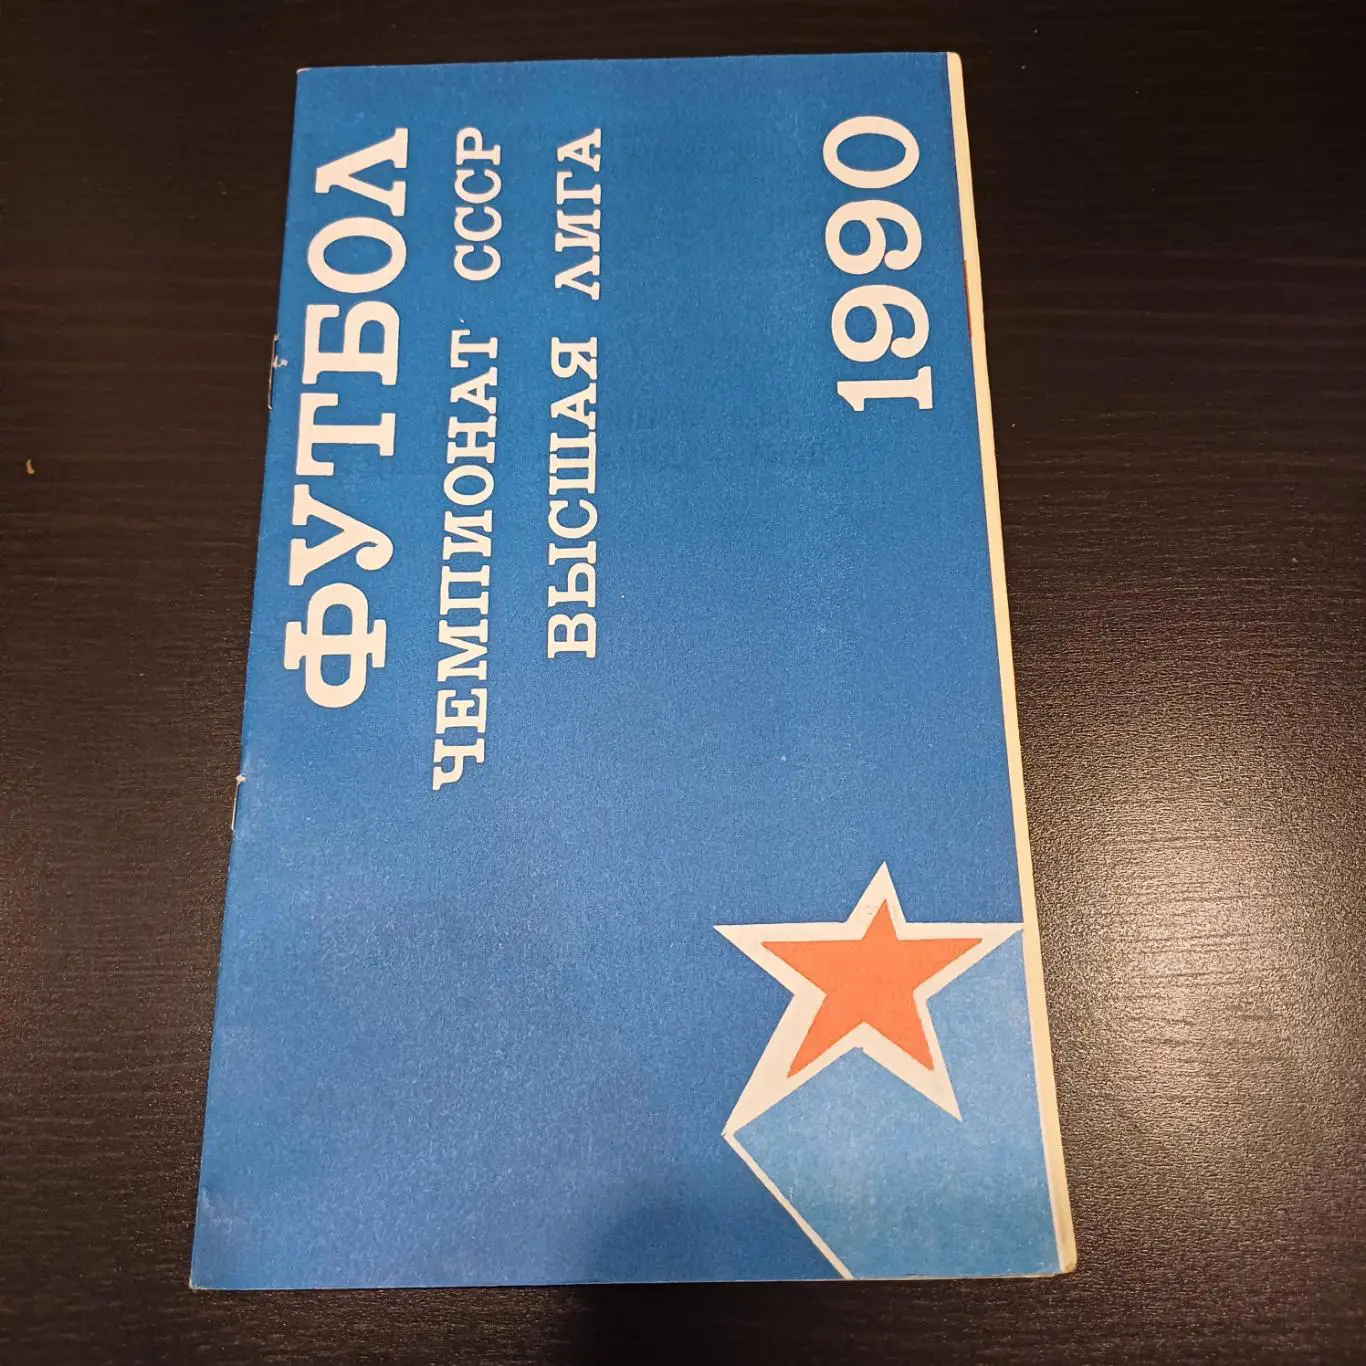 ФУТБОЛ
ЧЕМПИОНАТ СССР
ВЫСШАЯ ЛИГА
1990